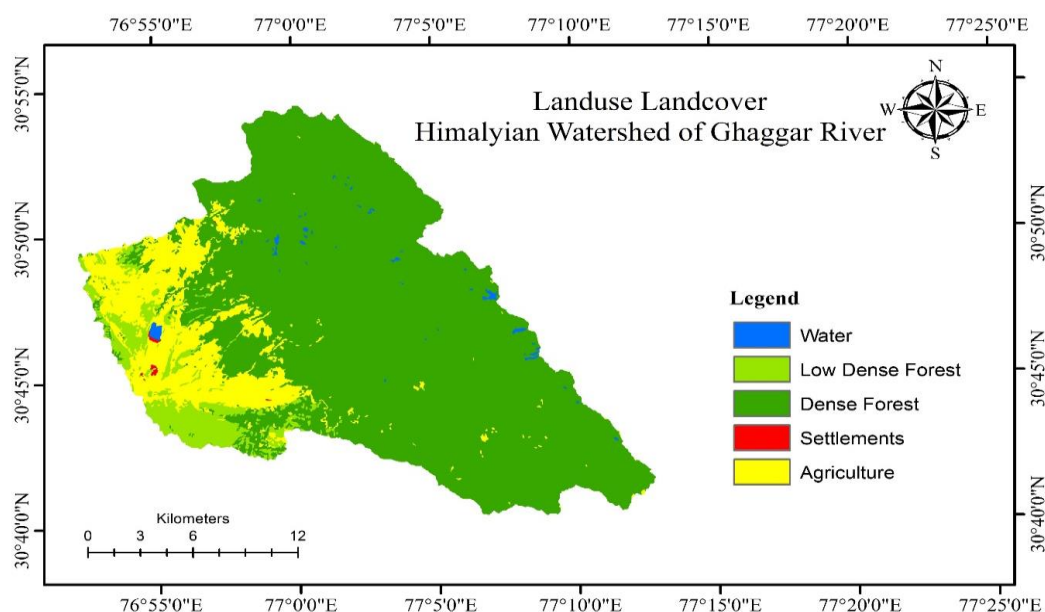 76°55'0"E 77°0'0"E 77°5'0"E 77°10'0"E 77°15'0"E 77°20'0"E 77°25'0"E
Landuse Landcover
Himalyian Watershed of Ghaggar River
N
W E
S
30°55'0"N
30°50'0"N
30°45'0"N
30°40'0"N
30°50'0"N
30°45'0"N
30°40'0"N
Legend
Water
Low Dense Forest
Dense Forest
Settlements
Agriculture
Kilometers
0 3 6 12
76°55'0"E 77°0'0"E 77°5'0"E 77°10'0"E 77°15'0"E 77°20'0"E 77°25'0"E